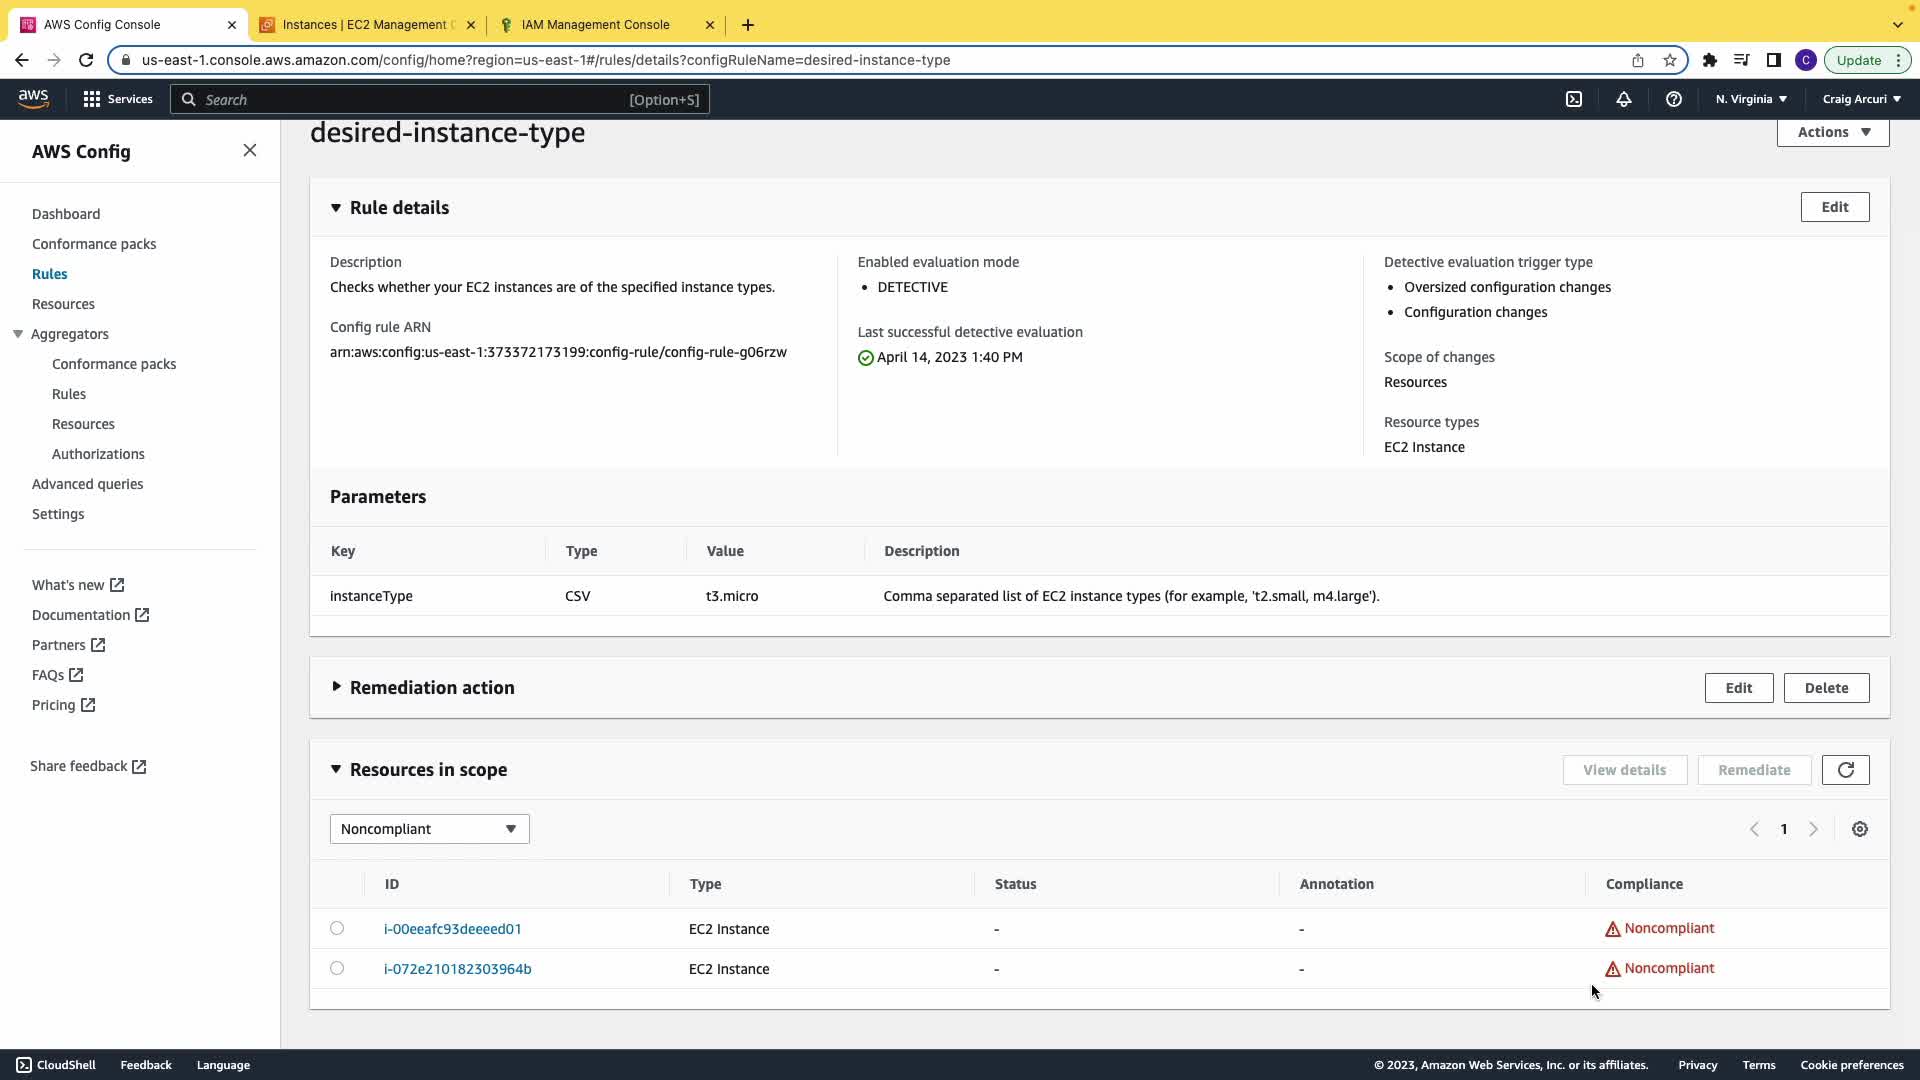 AWS Config Console
Instances | EC2 Management C
IAM Management Console
us-east-1.console.aws.amazon.com/config/home?region=us-east-1#/rules/details?configRuleName=desired-instance-type
C
Update
aws
Services
Search
[Option+S]
N. Virginia
Craig Arcuri
AWS Config
Dashboard
Conformance packs
Rules
Resources
Aggregators
Conformance packs
Rules
Resources
Authorizations
Advanced queries
Settings
What's new
Documentation
Partners
FAQs
Pricing
Share feedback
desired-instance-type
Actions
Rule details
Edit
Description
Checks whether your EC2 instances are of the specified instance types.
Config rule ARN
arn:aws:config:us-east-1:373372173199:config-rule/config-rule-g06rzw
Enabled evaluation mode
• DETECTIVE
Last successful detective evaluation
April 14, 2023 1:40 PM
Detective evaluation trigger type
• Oversized configuration changes
• Configuration changes
Scope of changes
Resources
Resource types
EC2 Instance
Parameters
Key Type Value Description
instanceType CSV t3.micro Comma separated list of EC2 instance types (for example, 't2.small, m4.large').
Remediation action
Edit
Delete
Resources in scope
View details
Remediate
Noncompliant
1
ID Type Status Annotation Compliance
i-00eeafc93deeeed01 EC2 Instance - - Noncompliant
i-072e210182303964b EC2 Instance - - Noncompliant
CloudShell
Feedback
Language
© 2023, Amazon Web Services, Inc. or its affiliates.
Privacy
Terms
Cookie preferences